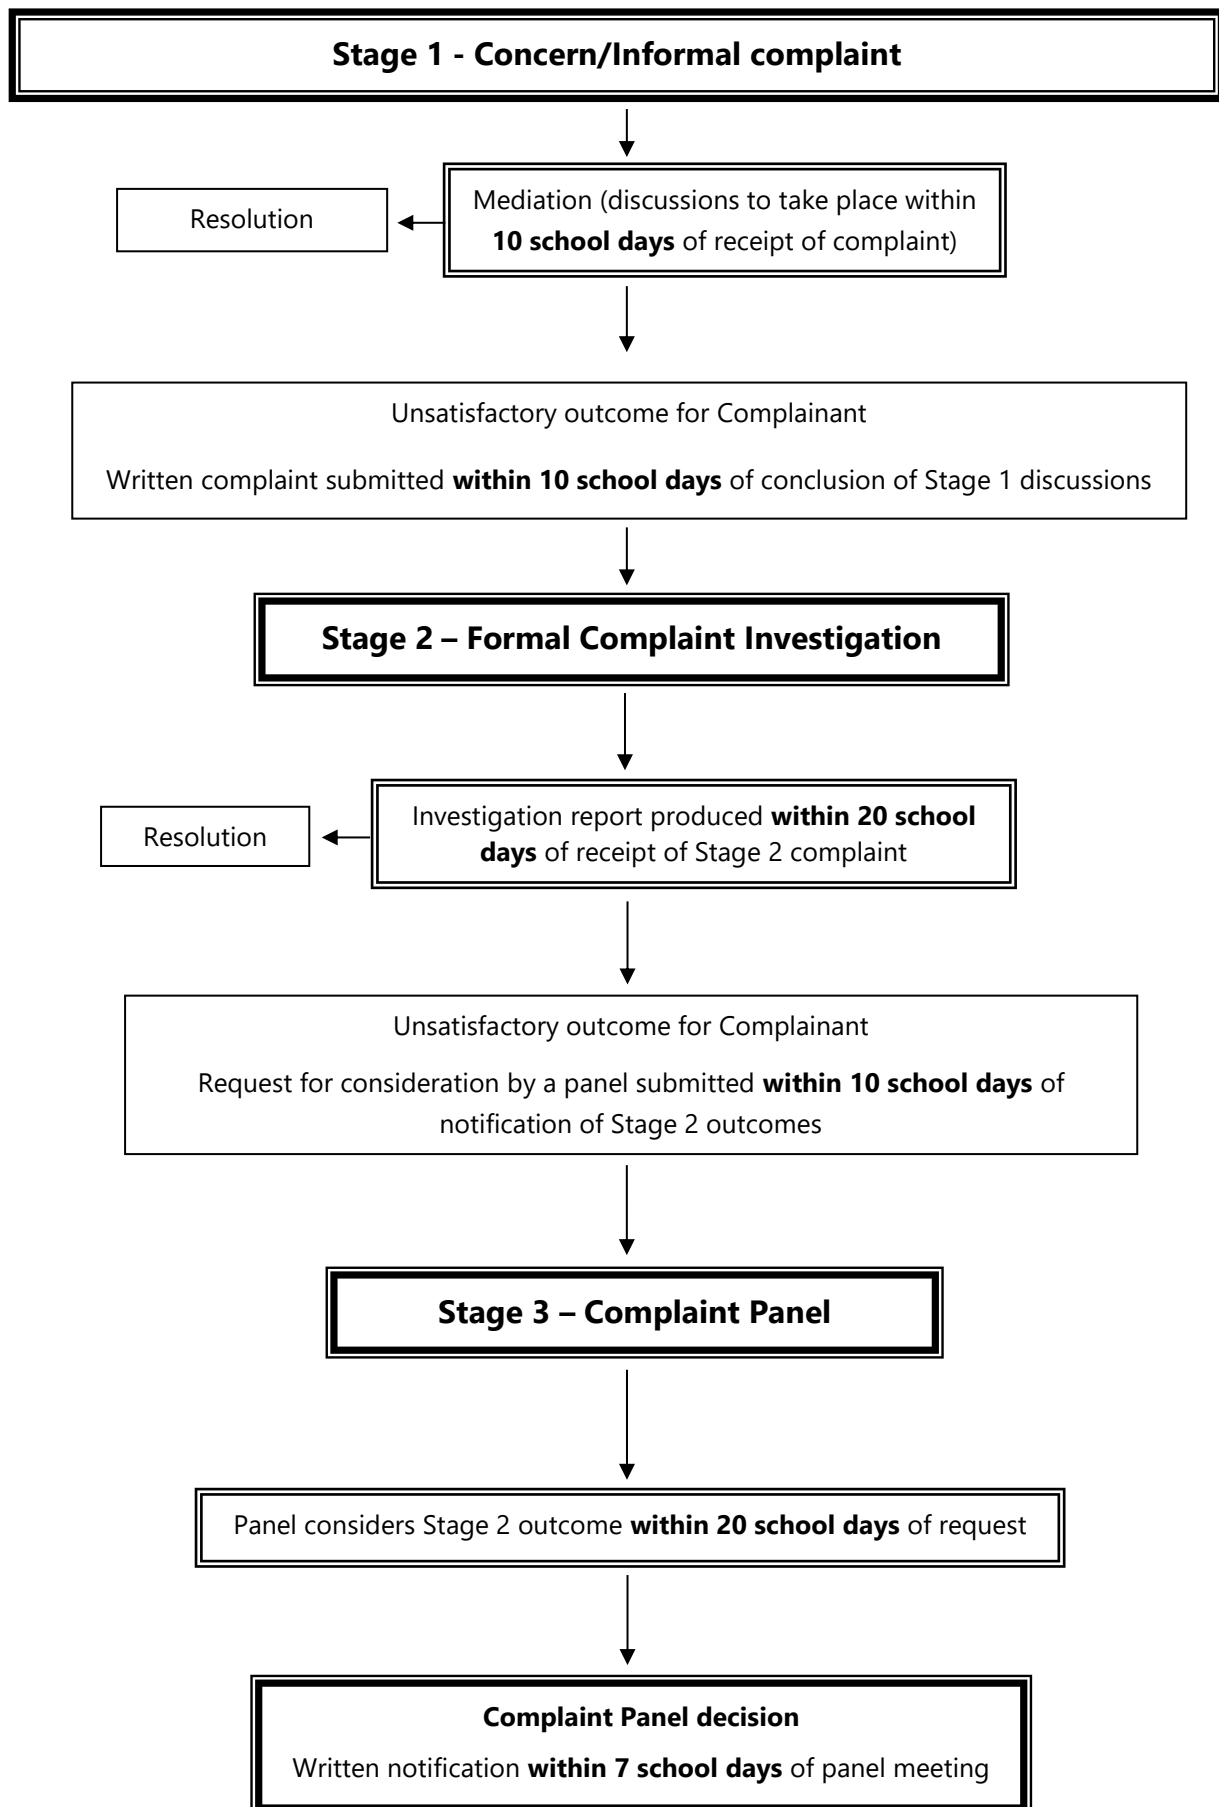 Stage 1 - Concern/Informal complaint
Mediation (discussions to take place within
10 school days of receipt of complaint)
Resolution
Unsatisfactory outcome for Complainant
Written complaint submitted within 10 school days of conclusion of Stage 1 discussions
Stage 2 – Formal Complaint Investigation
Investigation report produced within 20 school
days of receipt of Stage 2 complaint
Resolution
Unsatisfactory outcome for Complainant
Request for consideration by a panel submitted within 10 school days of
notification of Stage 2 outcomes
Stage 3 – Complaint Panel
Panel considers Stage 2 outcome within 20 school days of request
Complaint Panel decision
Written notification within 7 school days of panel meeting